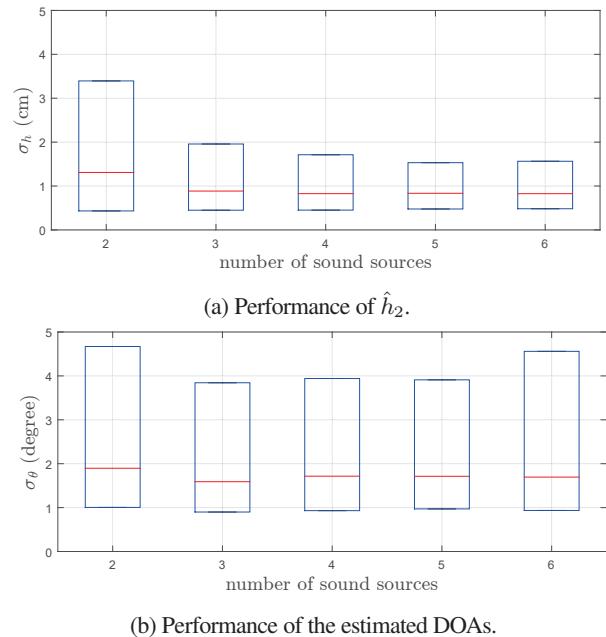 5
4
3
2
1
0
σ_h (cm)
2 3 4 5 6
number of sound sources
(a) Performance of ĥ₂.
5
4
3
2
1
0
σ_θ (degree)
2 3 4 5 6
number of sound sources
(b) Performance of the estimated DOAs.